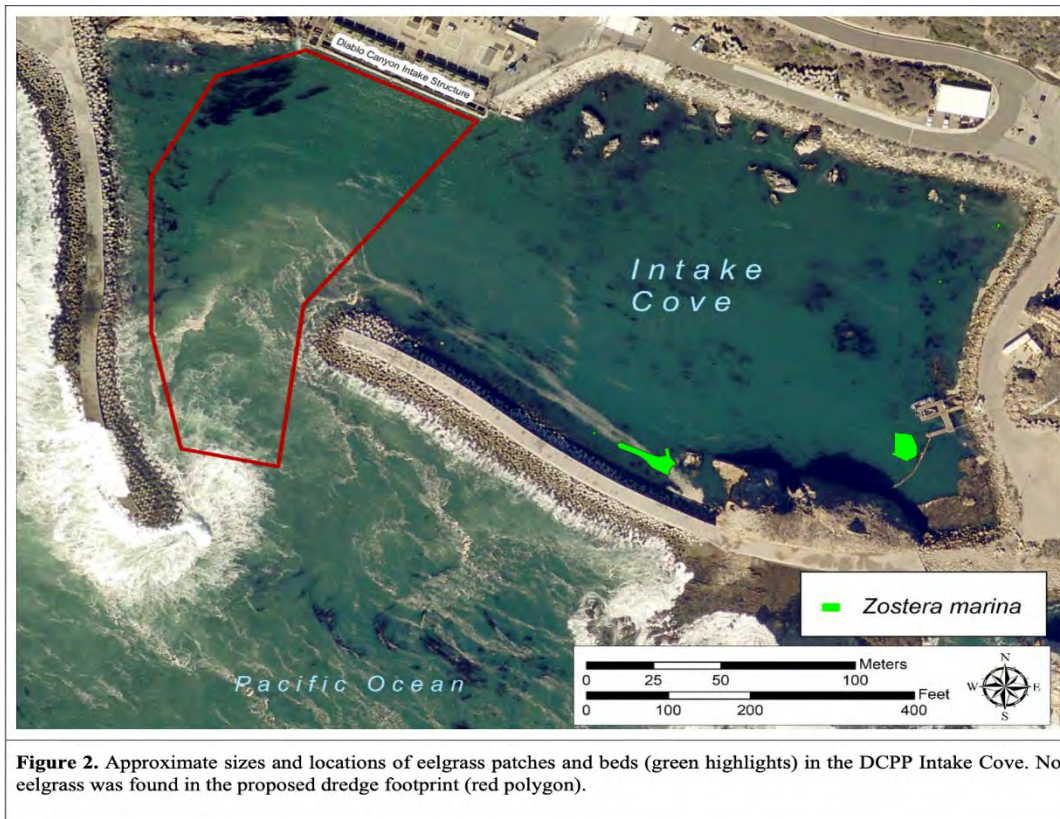 Diablo Canyon Intake Structure
Intake
Cove
Zostera marina
Meters
0 25 50 100
Feet
0 100 200 400
N
W E
S
Pacific Ocean
Figure 2. Approximate sizes and locations of eelgrass patches and beds (green highlights) in the DCPP Intake Cove. No
eelgrass was found in the proposed dredge footprint (red polygon).